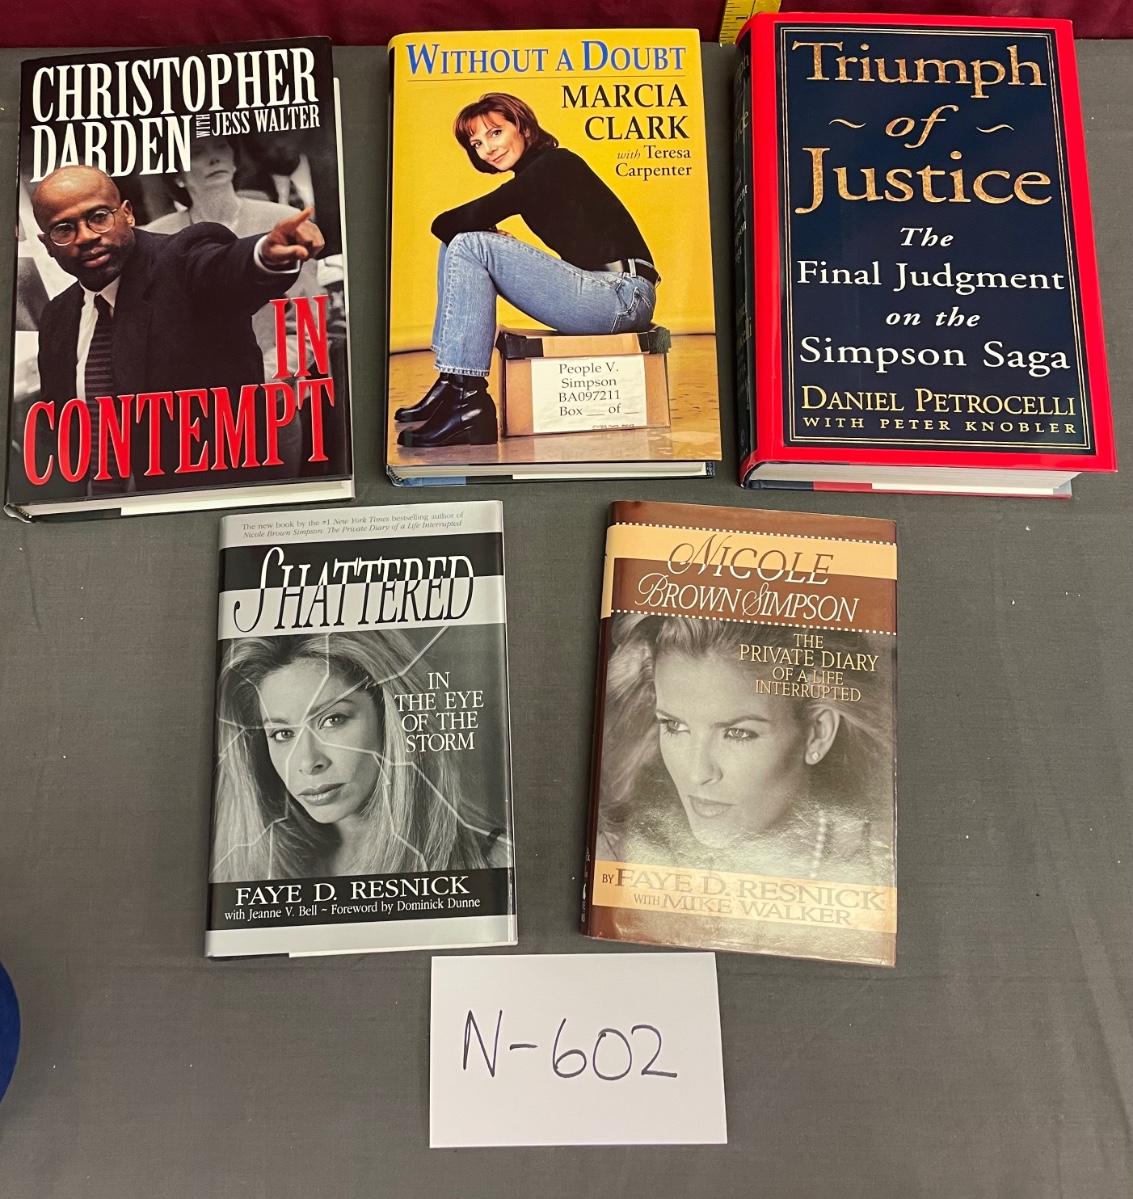 CHRISTOPHER
DARDEN WITH JESS WALTER
IN
CONTEMPT
WITHOUT A DOUBT
MARCIA
CLARK
with Teresa
Carpenter
People V.
Simpson
BA097211
Box __ of __
Triumph
~ of ~
Justice
The
Final Judgment
on the
Simpson Saga
DANIEL PETROCELLI
WITH PETER KNOBLER
The new book by the #1 New York Times bestselling author of
Nicole Brown Simpson: The Private Diary of a Life Interrupted
SHATTERED
IN
THE EYE
OF THE
STORM
FAYE D. RESNICK
with Jeanne V. Bell ~ Foreword by Dominick Dunne
NICOLE
BROWN SIMPSON
THE
PRIVATE DIARY
OF A LIFE
INTERRUPTED
BY FAYE D. RESNICK
WITH MIKE WALKER
N-602